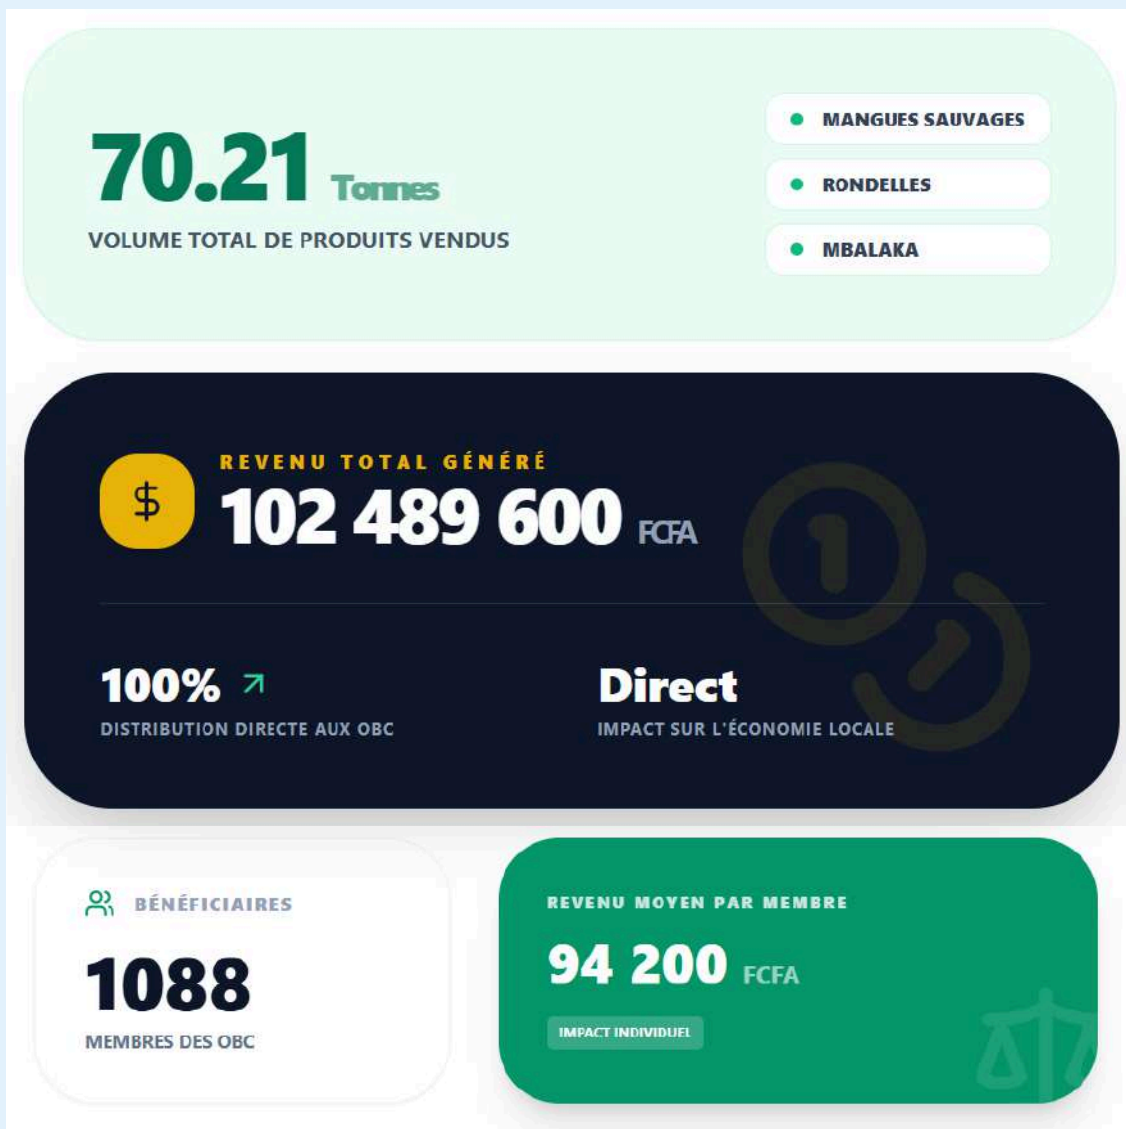 70.21 Tonnes
VOLUME TOTAL DE PRODUITS VENDUS
MANGUES SAUVAGES
RONDELLES
MBALAKA
$
REVENU TOTAL GÉNÉRÉ
102 489 600 FCFA
1
1
100%
DISTRIBUTION DIRECTE AUX OBC
Direct
IMPACT SUR L'ÉCONOMIE LOCALE
BÉNÉFICIAIRES
1088
MEMBRES DES OBC
REVENU MOYEN PAR MEMBRE
94 200 FCFA
IMPACT INDIVIDUEL